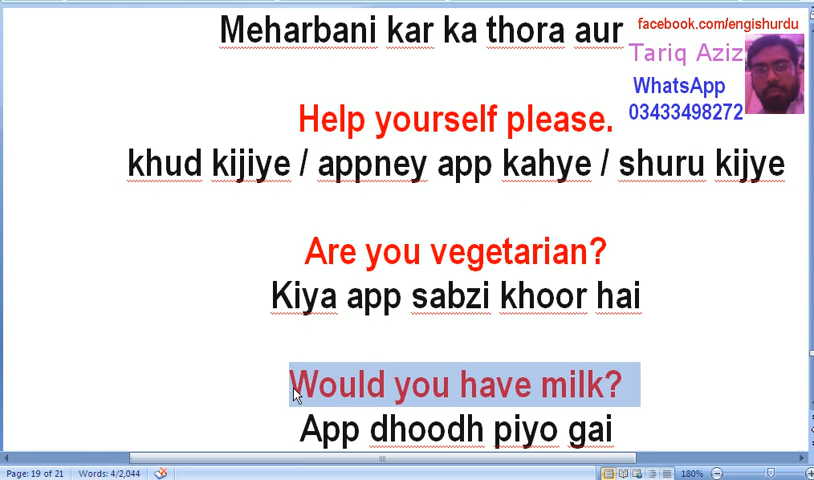 Meharbani kar ka thora aur
facebook.com/engishurdu
Tariq Aziz
WhatsApp
03433498272
Help yourself please.
khud kijiye / appney app kahye / shuru kijye
Are you vegetarian?
Kiya app sabzi khoor hai
Would you have milk?
App dhoodh piyo gai
Page: 19 of 21 Words: 4/2,044 180%